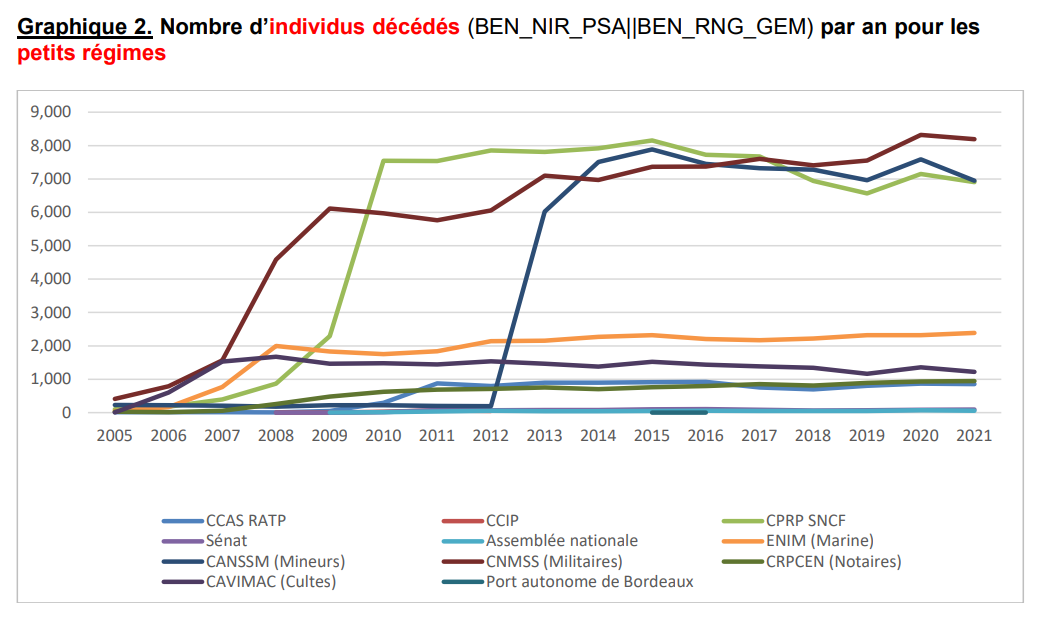 Graphique 2. Nombre d’individus décédés (BEN_NIR_PSA||BEN_RNG_GEM) par an pour les
petits régimes
9,000
8,000
7,000
6,000
5,000
4,000
3,000
2,000
1,000
0
2005 2006 2007 2008 2009 2010 2011 2012 2013 2014 2015 2016 2017 2018 2019 2020 2021
CCAS RATP CCIP CPRP SNCF
Sénat Assemblée nationale ENIM (Marine)
CANSSM (Mineurs) CNMSS (Militaires) CRPCEN (Notaires)
CAVIMAC (Cultes) Port autonome de Bordeaux